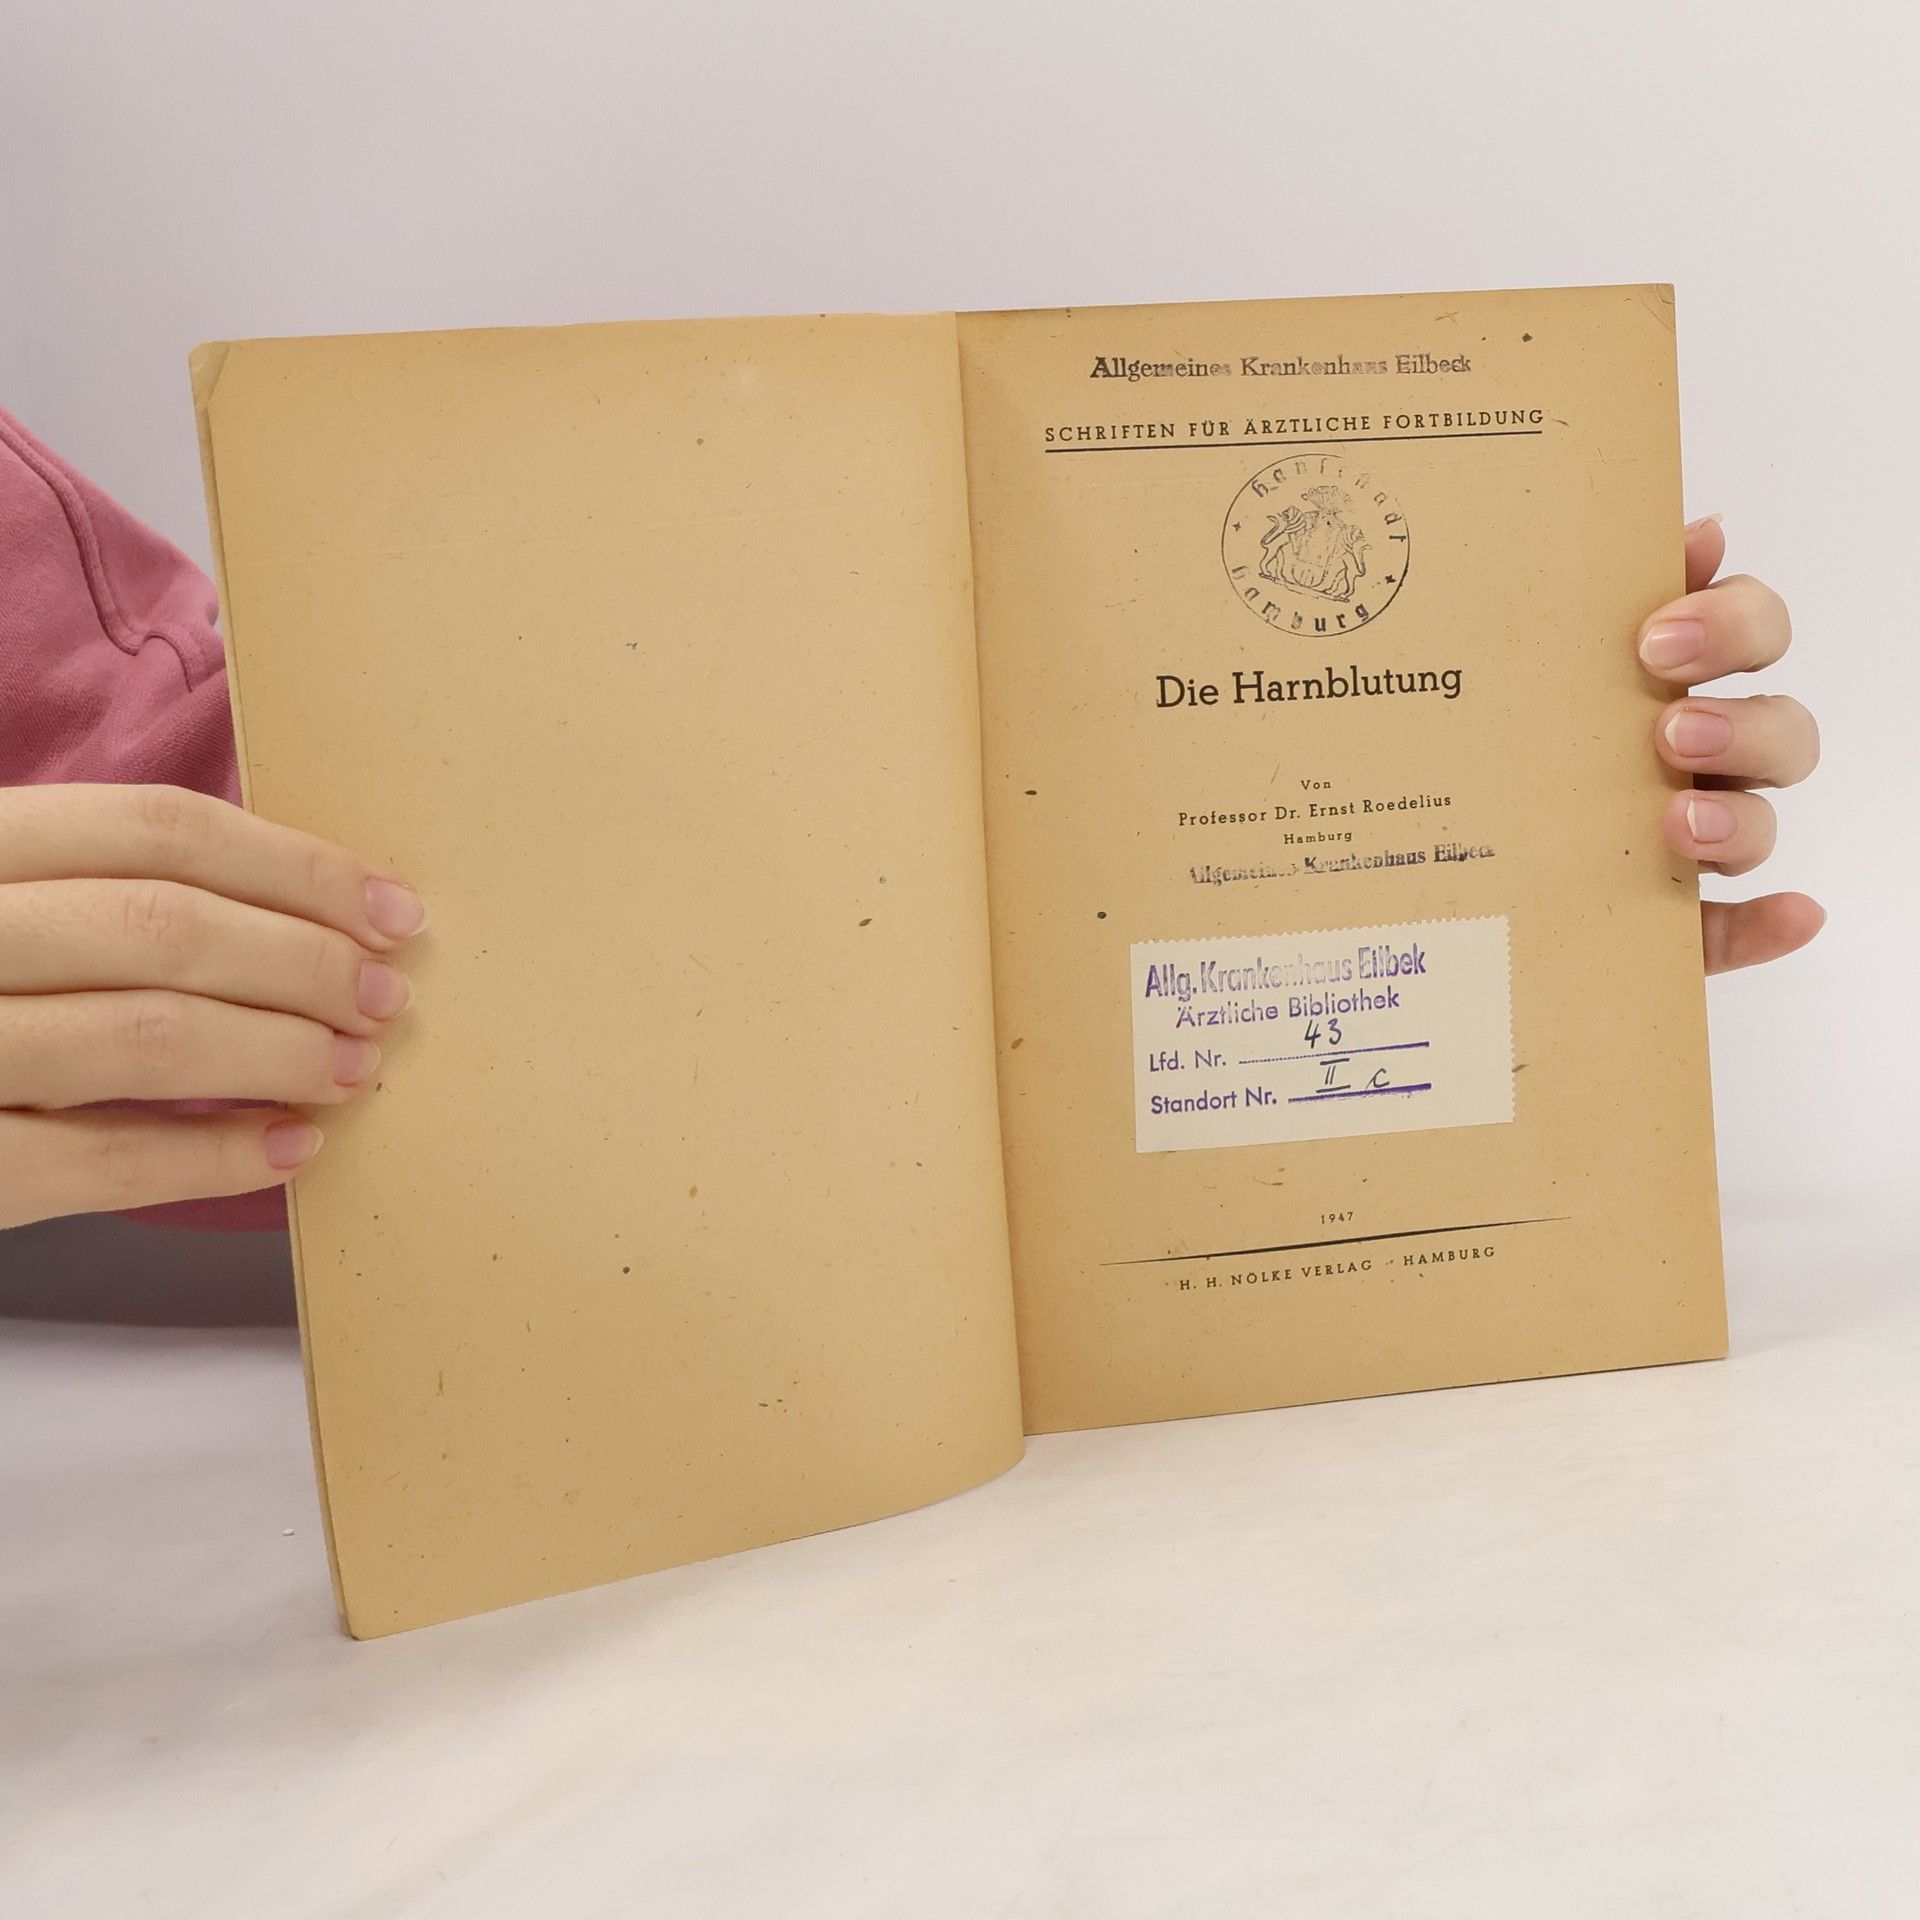 Allgemeines Krankenhaus Eilbeck
SCHRIFTEN FÜR ÄRZTLICHE FORTBILDUNG
Hansestadt
Hamburg
Die Harnblutung
Von
Professor Dr. Ernst Roedelius
Hamburg
Allgemeines Krankenhaus Eilbeck
Allg. Krankenhaus Eilbek
Ärztliche Bibliothek
Lfd. Nr. 43
Standort Nr. II c
1947
H. H. NÖLKE VERLAG · HAMBURG